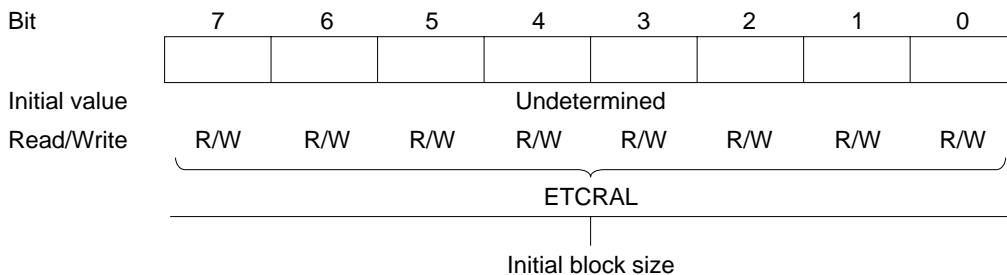 Bit 7 6 5 4 3 2 1 0
Initial value Undetermined
Read/Write R/W R/W R/W R/W R/W R/W R/W R/W
ETCRAL
Initial block size